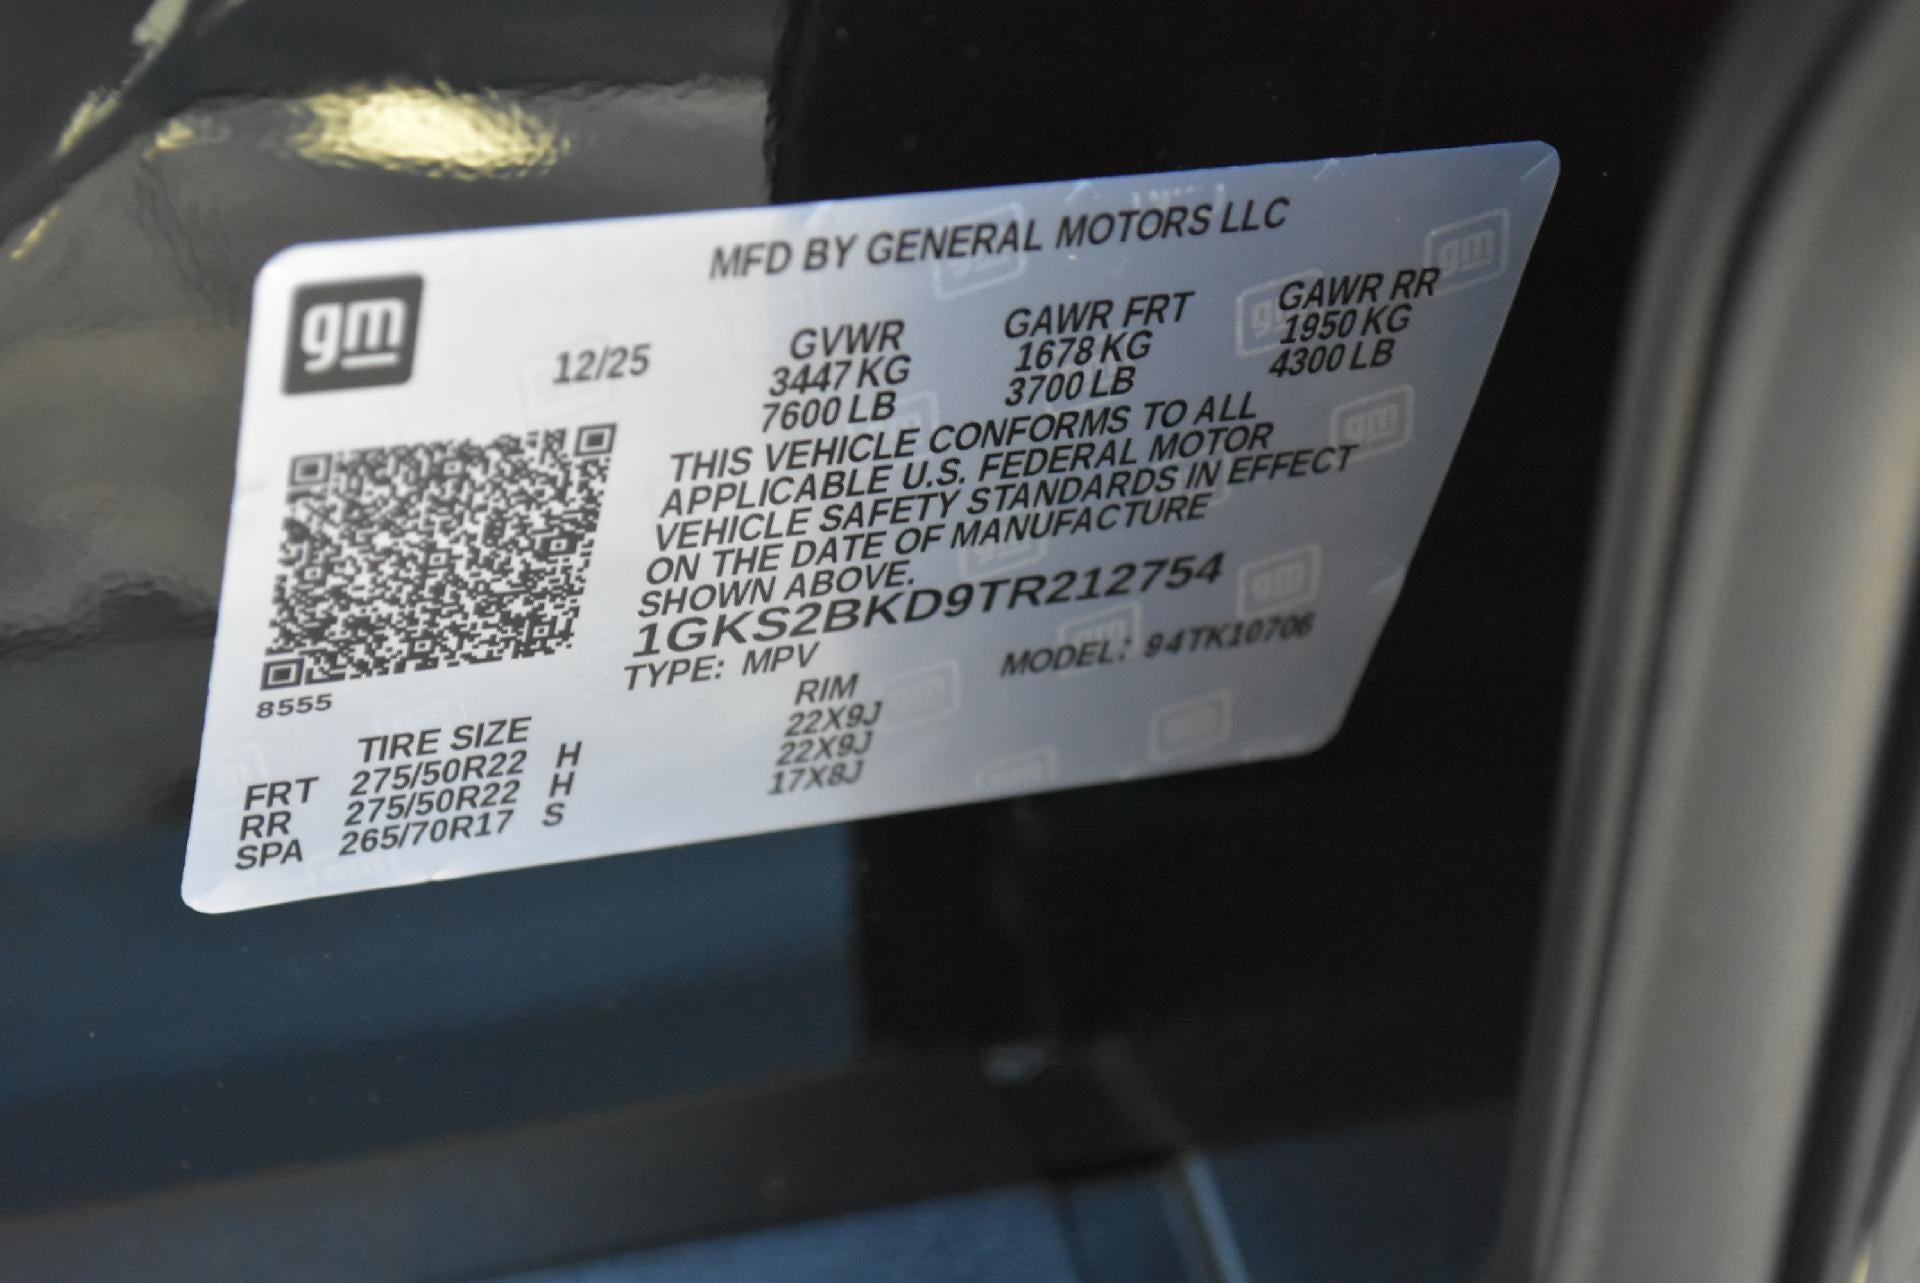 MFD BY GENERAL MOTORS LLC
gm
12/25
GVWR GAWR FRT GAWR RR
3447 KG 1678 KG 1950 KG
7600 LB 3700 LB 4300 LB
THIS VEHICLE CONFORMS TO ALL
APPLICABLE U.S. FEDERAL MOTOR
VEHICLE SAFETY STANDARDS IN EFFECT
ON THE DATE OF MANUFACTURE
SHOWN ABOVE.
1GKS2BKD9TR212754
TYPE: MPV MODEL: 94TK10706
8555
TIRE SIZE RIM
FRT 275/50R22 H 22X9J
RR 275/50R22 H 22X9J
SPA 265/70R17 S 17X8J